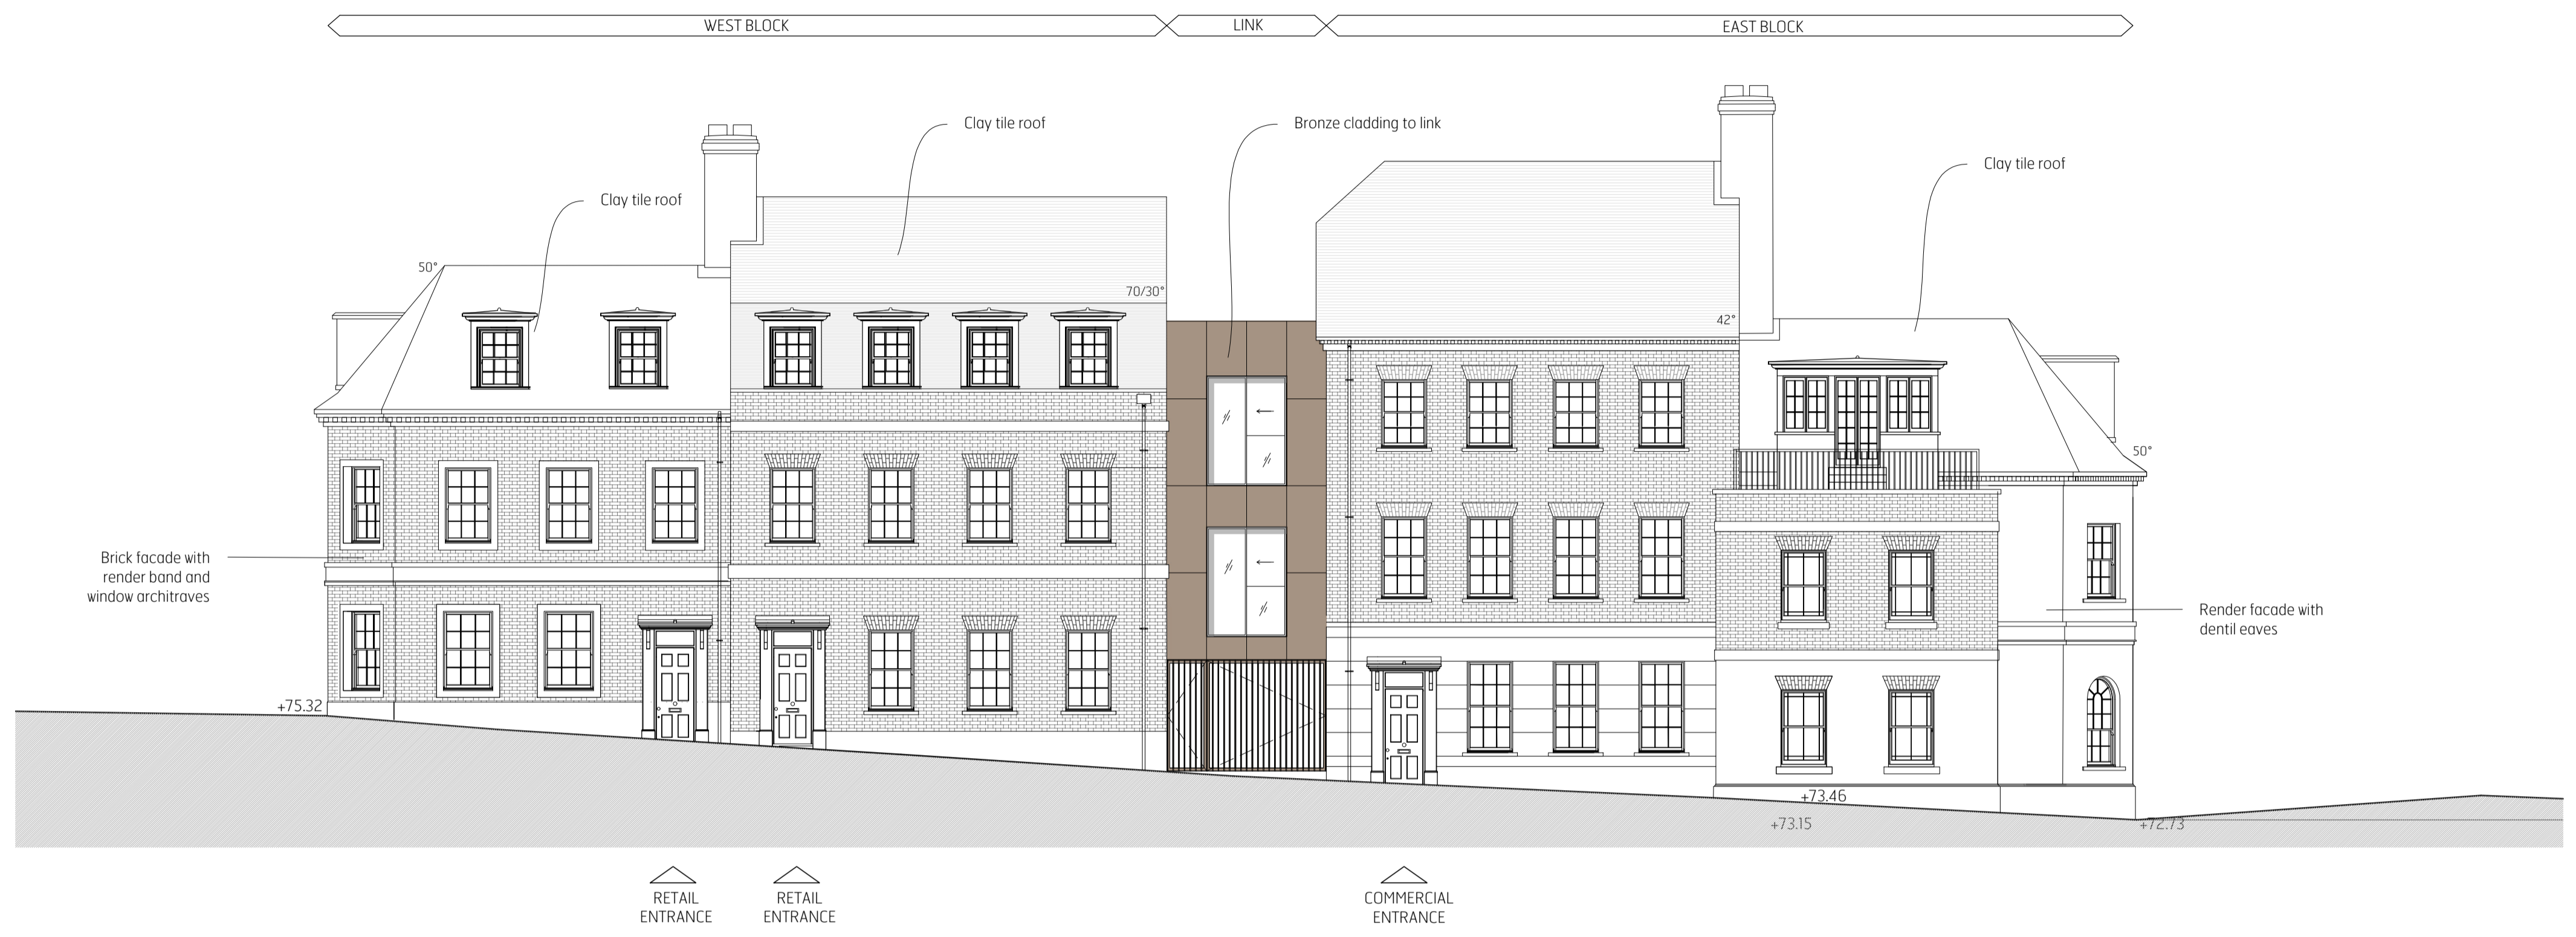 WEST BLOCK
LINK
EAST BLOCK
Clay tile roof
Bronze cladding to link
Clay tile roof
Clay tile roof
50°
70/30°
42°
50°
Brick facade with
render band and
window architraves
Render facade with
dentil eaves
+75.32
+73.46
+73.15
+72.73
RETAIL
ENTRANCE
RETAIL
ENTRANCE
COMMERCIAL
ENTRANCE